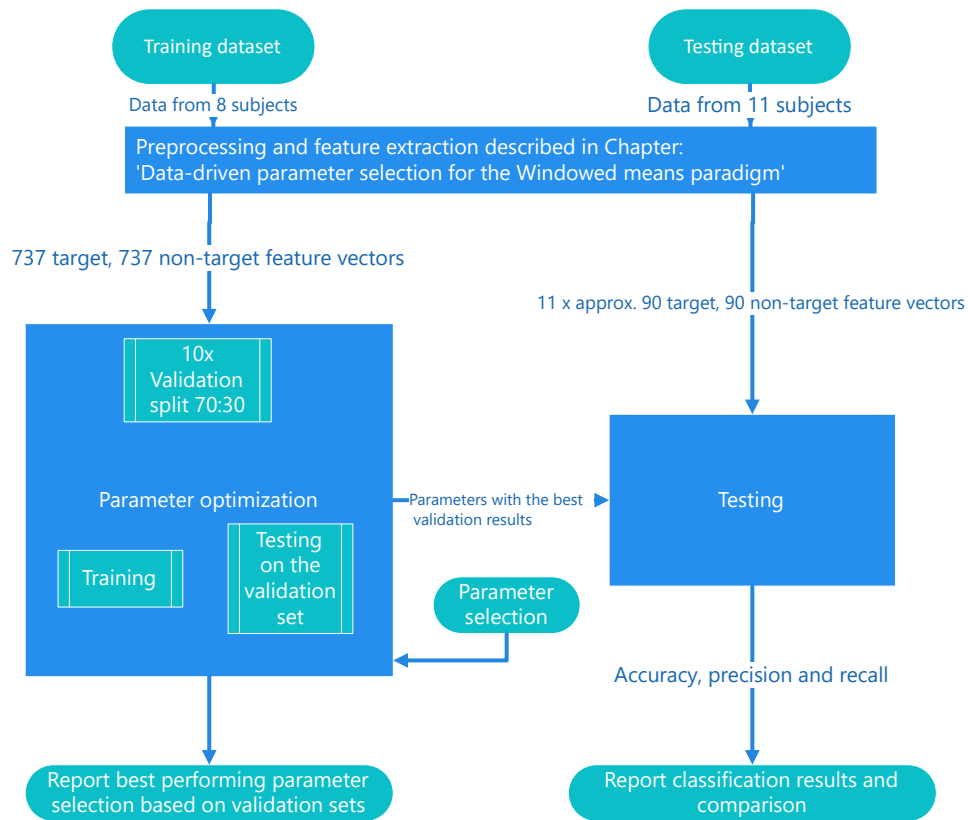 Training dataset
Testing dataset
Data from 8 subjects
Data from 11 subjects
Preprocessing and feature extraction described in Chapter:
'Data-driven parameter selection for the Windowed means paradigm'
737 target, 737 non-target feature vectors
11 x approx. 90 target, 90 non-target feature vectors
10x
Validation
split 70:30
Parameter optimization
Parameters with the best
validation results
Testing
Training
Testing
on the
validation
set
Parameter
selection
Accuracy, precision and recall
Report best performing parameter
selection based on validation sets
Report classification results and
comparison